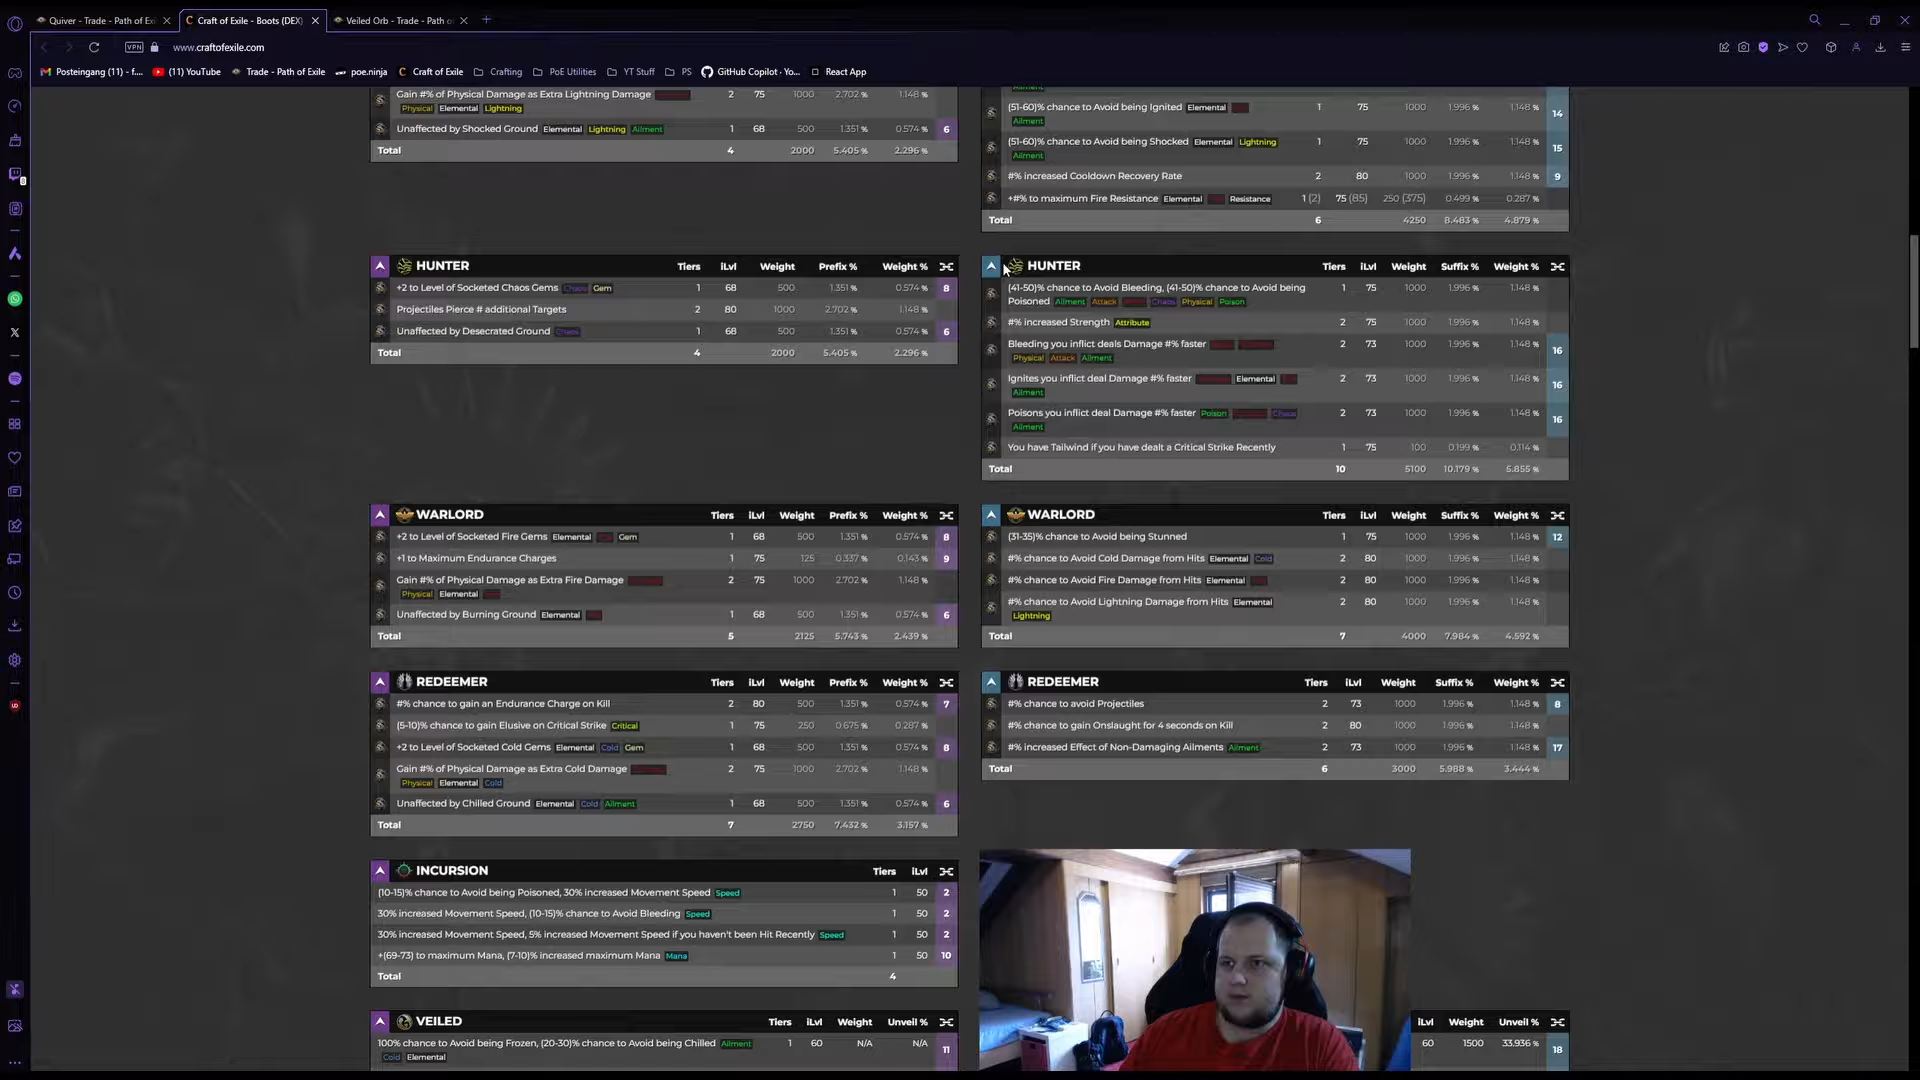 Quiver - Trade - Path of Exi
Craft of Exile - Boots (DEX)
Veiled Orb - Trade - Path o
VPN
www.craftofexile.com
Posteingang (11) - f...
(11) YouTube
Trade - Path of Exile
poe.ninja
Craft of Exile
Crafting
PoE Utilities
YT Stuff
PS
GitHub Copilot · Yo...
React App
Gain #% of Physical Damage as Extra Lightning Damage 2 75 1000 2.702 % 1.148 %
Physical Elemental Lightning
Unaffected by Shocked Ground Elemental Lightning Ailment 1 68 500 1.351 % 0.574 % 6
Total 4 2000 5.405 % 2.296 %
Ailment
(51-60)% chance to Avoid being Ignited Elemental 1 75 1000 1.996 % 1.148 % 14
Ailment
(51-60)% chance to Avoid being Shocked Elemental Lightning 1 75 1000 1.996 % 1.148 % 15
Ailment
#% increased Cooldown Recovery Rate 2 80 1000 1.996 % 1.148 % 9
+#% to maximum Fire Resistance Elemental Resistance 1 (2) 75 (85) 250 (375) 0.499 % 0.287 %
Total 6 4250 8.483 % 4.879 %
HUNTER Tiers iLvl Weight Prefix % Weight %
+2 to Level of Socketed Chaos Gems Chaos Gem 1 68 500 1.351 % 0.574 % 8
Projectiles Pierce # additional Targets 2 80 1000 2.702 % 1.148 %
Unaffected by Desecrated Ground Chaos 1 68 500 1.351 % 0.574 % 6
Total 4 2000 5.405 % 2.296 %
HUNTER Tiers iLvl Weight Suffix % Weight %
(41-50)% chance to Avoid Bleeding, (41-50)% chance to Avoid being 1 75 1000 1.996 % 1.148 %
Poisoned Ailment Attack Chaos Physical Poison
#% increased Strength Attribute 2 75 1000 1.996 % 1.148 %
Bleeding you inflict deals Damage #% faster 2 73 1000 1.996 % 1.148 % 16
Physical Attack Ailment
Ignites you inflict deal Damage #% faster Elemental 2 73 1000 1.996 % 1.148 % 16
Ailment
Poisons you inflict deal Damage #% faster Poison Chaos 2 73 1000 1.996 % 1.148 % 16
Ailment
You have Tailwind if you have dealt a Critical Strike Recently 1 75 100 0.199 % 0.114 %
Total 10 5100 10.179 % 5.855 %
WARLORD Tiers iLvl Weight Prefix % Weight %
+2 to Level of Socketed Fire Gems Elemental Gem 1 68 500 1.351 % 0.574 % 8
+1 to Maximum Endurance Charges 1 75 125 0.337 % 0.143 % 9
Gain #% of Physical Damage as Extra Fire Damage 2 75 1000 2.702 % 1.148 %
Physical Elemental
Unaffected by Burning Ground Elemental 1 68 500 1.351 % 0.574 % 6
Total 5 2125 5.743 % 2.439 %
WARLORD Tiers iLvl Weight Suffix % Weight %
(31-35)% chance to Avoid being Stunned 1 75 1000 1.996 % 1.148 % 12
#% chance to Avoid Cold Damage from Hits Elemental Cold 2 80 1000 1.996 % 1.148 %
#% chance to Avoid Fire Damage from Hits Elemental 2 80 1000 1.996 % 1.148 %
#% chance to Avoid Lightning Damage from Hits Elemental 2 80 1000 1.996 % 1.148 %
Lightning
Total 7 4000 7.984 % 4.592 %
REDEEMER Tiers iLvl Weight Prefix % Weight %
#% chance to gain an Endurance Charge on Kill 2 80 500 1.351 % 0.574 % 7
(5-10)% chance to gain Elusive on Critical Strike Critical 1 75 250 0.675 % 0.287 %
+2 to Level of Socketed Cold Gems Elemental Cold Gem 1 68 500 1.351 % 0.574 % 8
Gain #% of Physical Damage as Extra Cold Damage 2 75 1000 2.702 % 1.148 %
Physical Elemental Cold
Unaffected by Chilled Ground Elemental Cold Ailment 1 68 500 1.351 % 0.574 % 6
Total 7 2750 7.432 % 3.157 %
REDEEMER Tiers iLvl Weight Suffix % Weight %
#% chance to avoid Projectiles 2 73 1000 1.996 % 1.148 % 8
#% chance to gain Onslaught for 4 seconds on Kill 2 80 1000 1.996 % 1.148 %
#% increased Effect of Non-Damaging Ailments Ailment 2 73 1000 1.996 % 1.148 % 17
Total 6 3000 5.988 % 3.444 %
INCURSION Tiers iLvl
(10-15)% chance to Avoid being Poisoned, 30% increased Movement Speed Speed 1 50 2
30% increased Movement Speed, (10-15)% chance to Avoid Bleeding Speed 1 50 2
30% increased Movement Speed, 5% increased Movement Speed if you haven't been Hit Recently Speed 1 50 2
+(69-73) to maximum Mana, (7-10)% increased maximum Mana Mana 1 50 10
Total 4
VEILED Tiers iLvl Weight Unveil %
100% chance to Avoid being Frozen, (20-30)% chance to Avoid being Chilled Ailment 1 60 N/A N/A 11
Cold Elemental
iLvl Weight Unveil %
60 1500 33.936 % 18